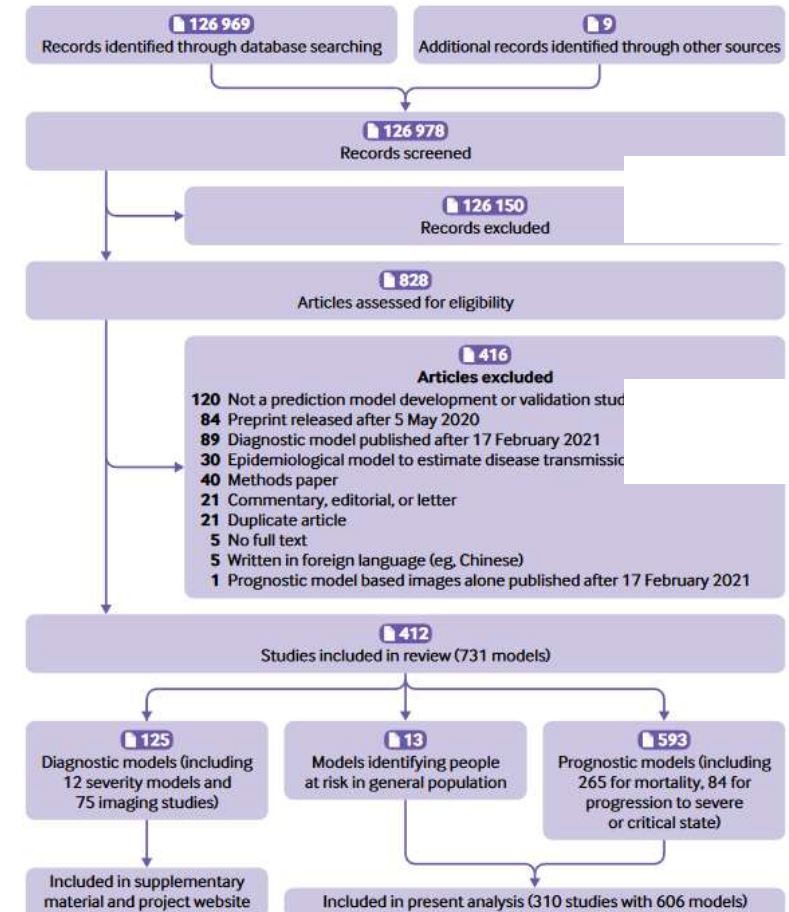 126 969
Records identified through database searching
9
Additional records identified through other sources
126 978
Records screened
126 150
Records excluded
828
Articles assessed for eligibility
416
Articles excluded
120 Not a prediction model development or validation
84 Preprint released after 5 May 2020
89 Diagnostic model published after 17 February 2021
30 Epidemiological model to estimate disease
40 Methods paper
21 Commentary, editorial, or letter
21 Duplicate article
5 No full text
5 Written in foreign language (eg, Chinese)
1 Prognostic model based images alone published after 17 February 2021
412
Studies included in review (731 models)
125
Diagnostic models (including
12 severity models and
75 imaging studies)
13
Models identifying people
at risk in general population
593
Prognostic models (including
265 for mortality, 84 for
progression to severe
or critical state)
Included in supplementary
material and project website
Included in present analysis (310 studies with 606 models)